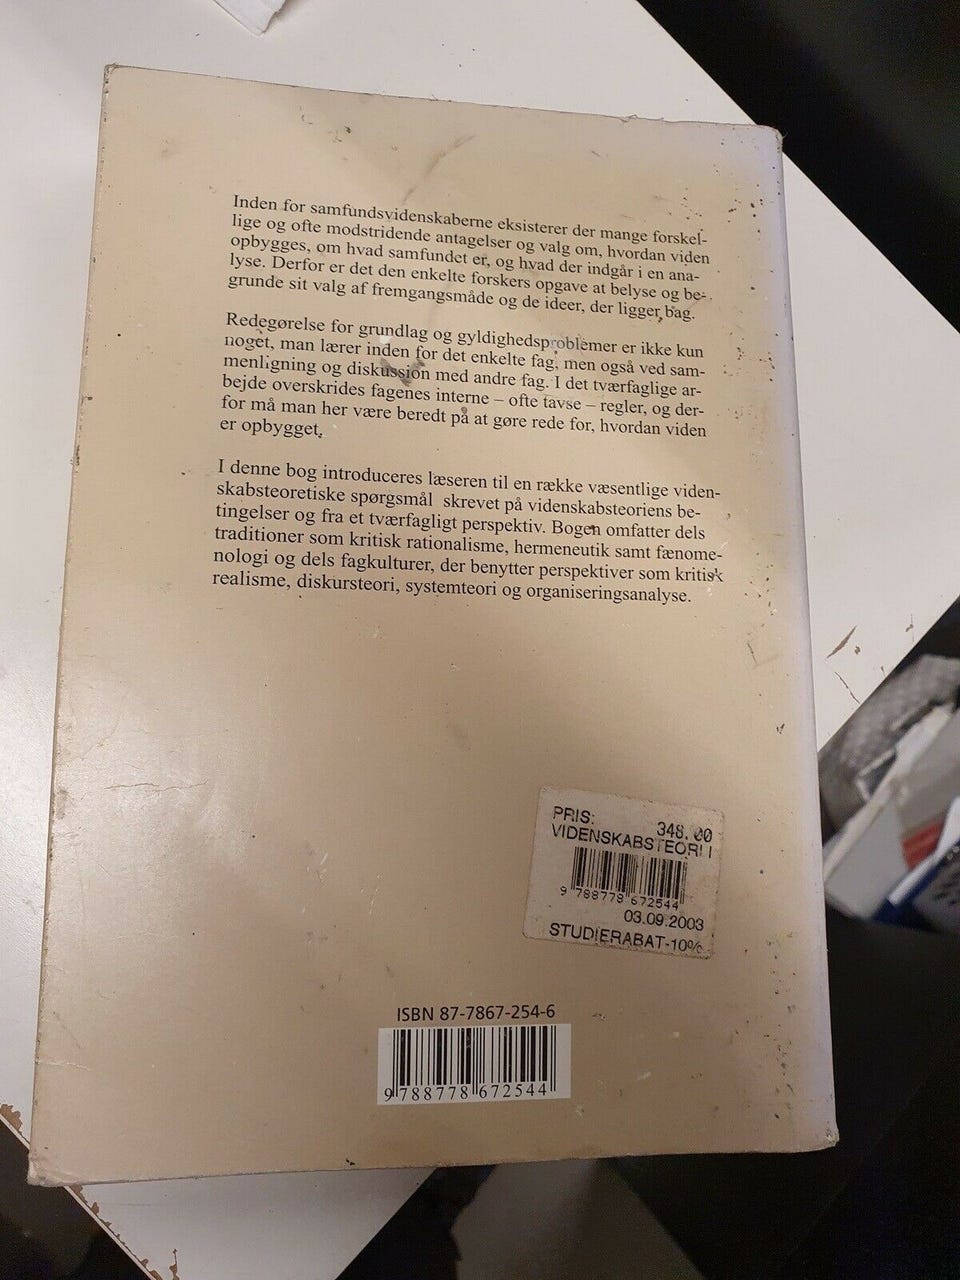 Inden for samfundsvidenskaberne eksisterer der mange forskel-
lige og ofte modstridende antagelser og valg om, hvordan viden
opbygges, om hvad samfundet er, og hvad der indgår i en ana-
lyse. Derfor er det den enkelte forskers opgave at belyse og be-
grunde sit valg af fremgangsmåde og de ideer, der ligger bag.
Redegørelse for grundlag og gyldighedsproblemer er ikke kun
noget, man lærer inden for det enkelte fag, men også ved sam-
menligning og diskussion med andre fag. I det tværfaglige ar-
bejde overskrides fagenes interne – ofte tavse – regler, og der-
for må man her være beredt på at gøre rede for, hvordan viden
er opbygget.
I denne bog introduceres læseren til en række væsentlige viden-
skabsteoretiske spørgsmål skrevet på videnskabsteoriens be-
tingelser og fra et tværfagligt perspektiv. Bogen omfatter dels
traditioner som kritisk rationalisme, hermeneutik samt fænome-
nologi og dels fagkulturer, der benytter perspektiver som kritisk
realisme, diskursteori, systemteori og organiseringsanalyse.
PRIS: 348.00
VIDENSKABSTEORI I
9 788778 672544
03.09.2003
STUDIERABAT-10%
ISBN 87-7867-254-6
9 788778 672544